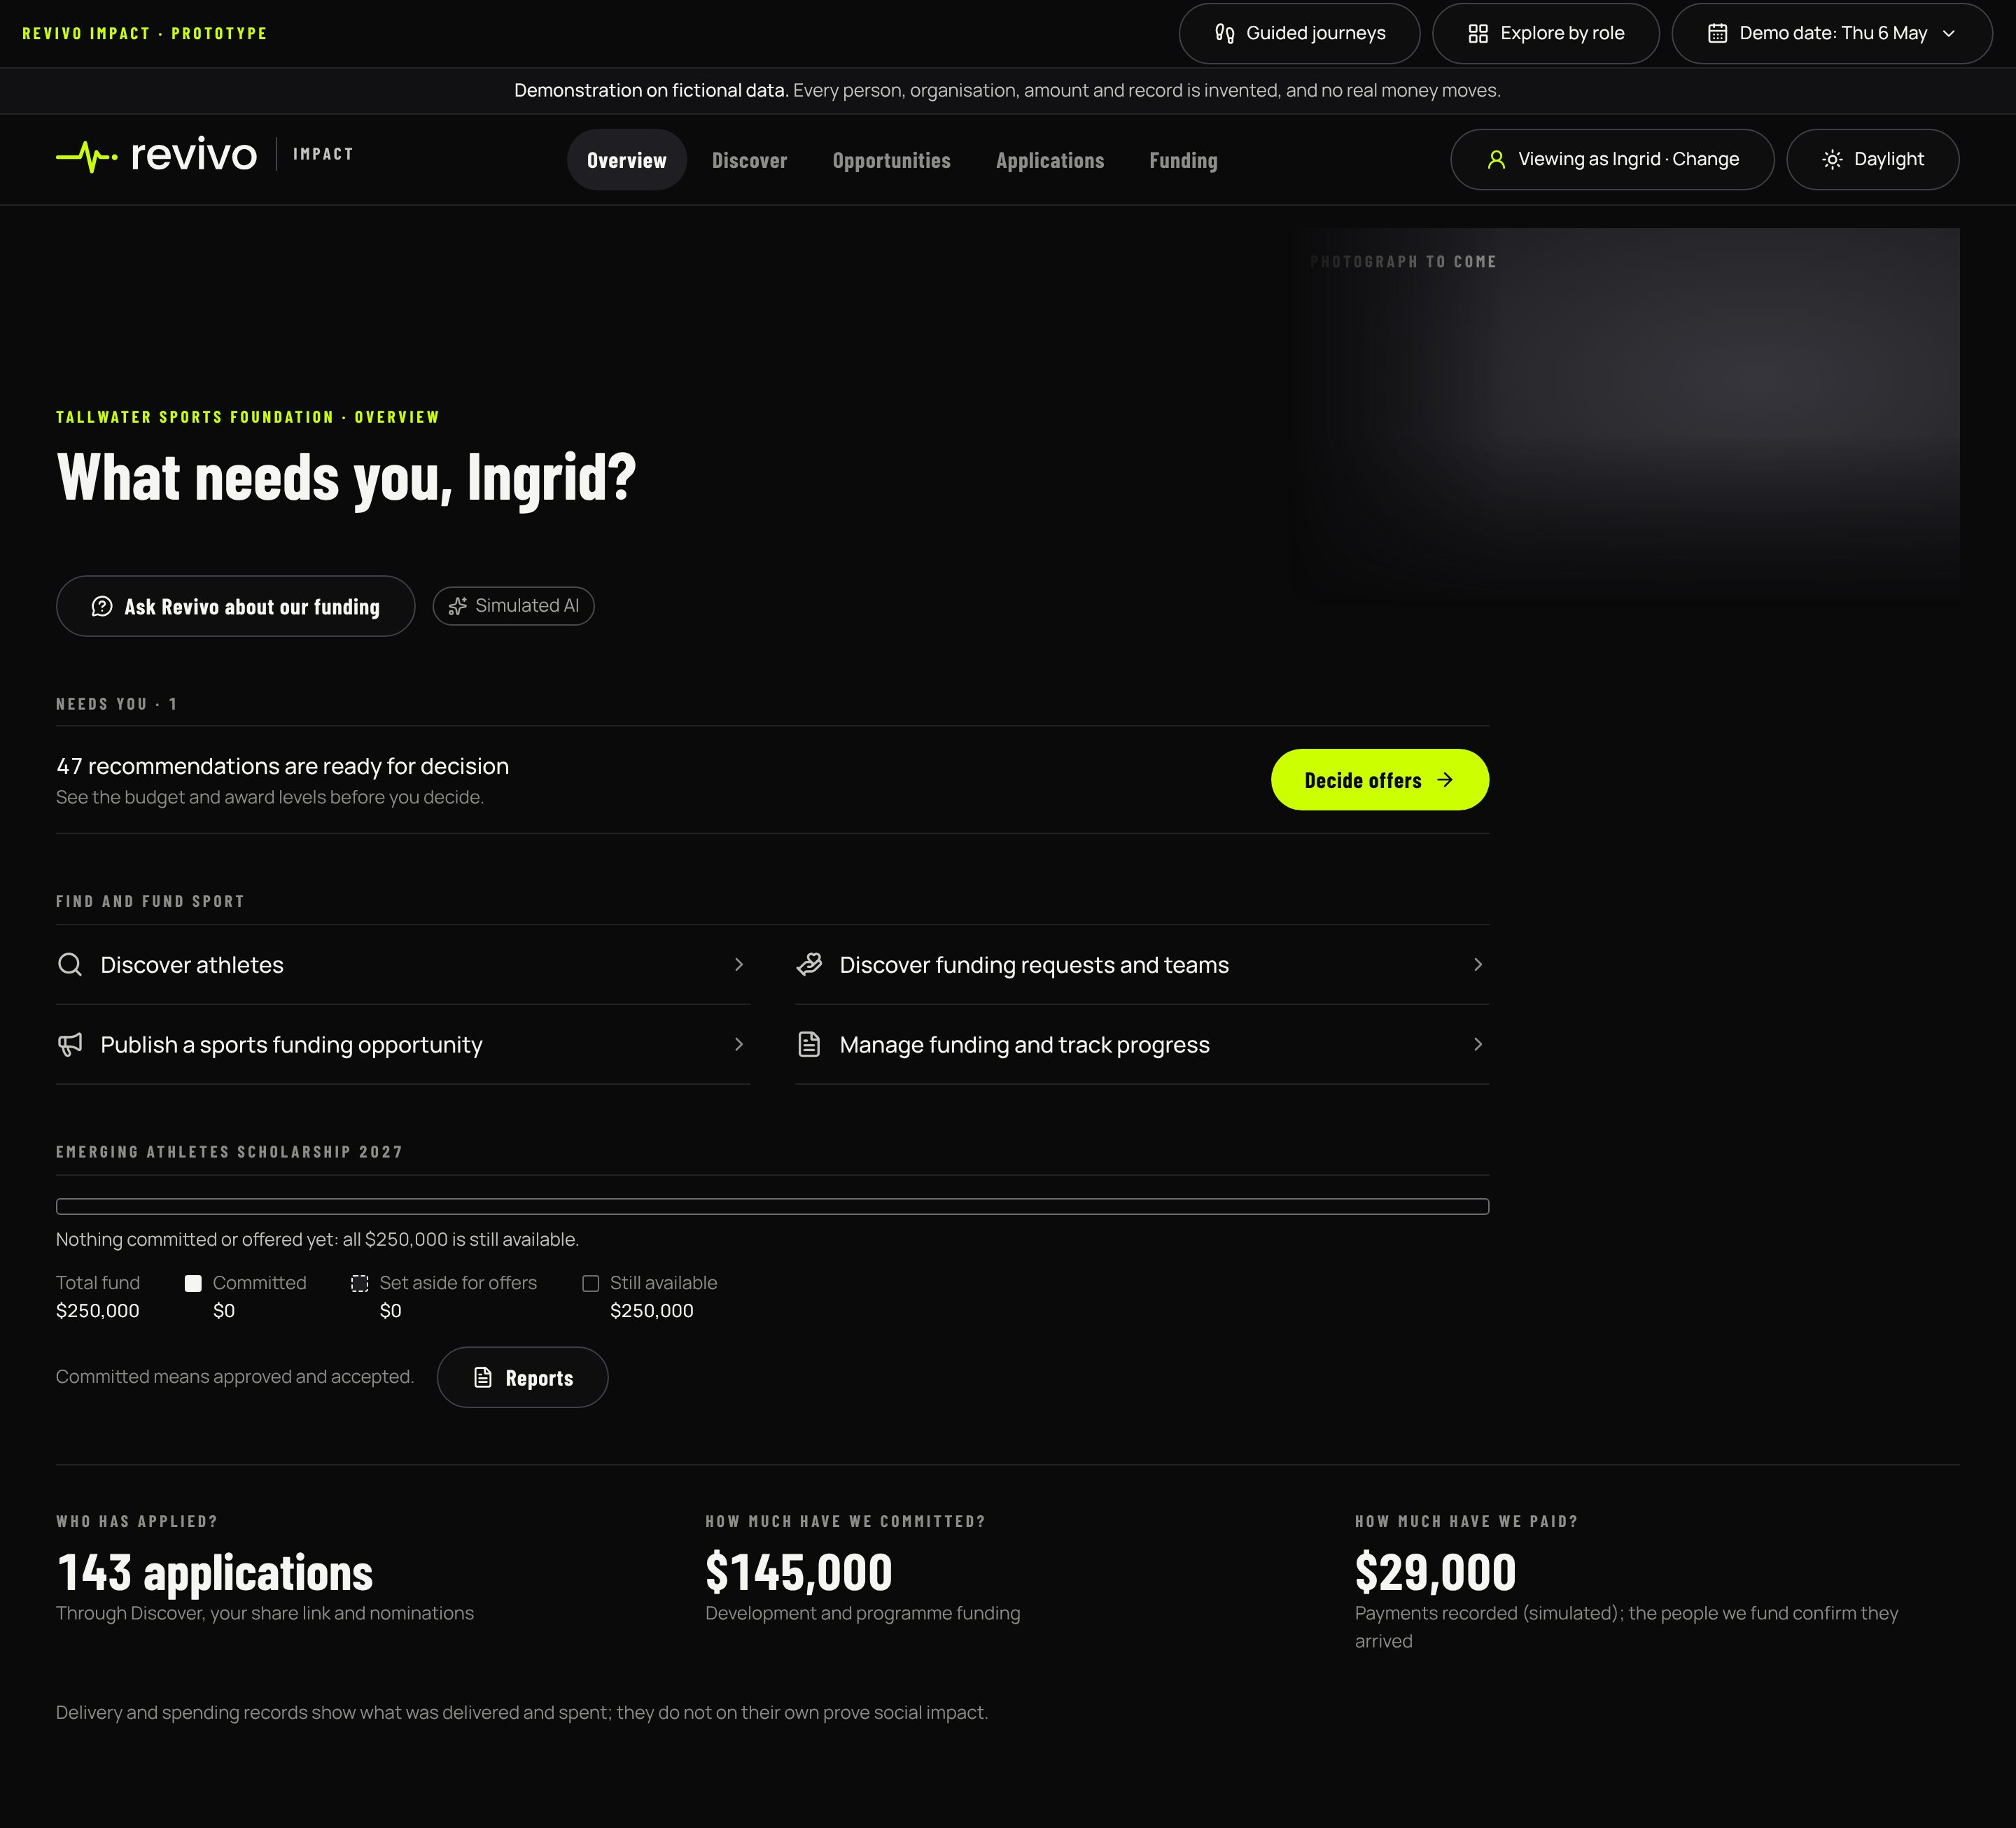 REVIVO IMPACT · PROTOTYPE
Guided journeys
Explore by role
Demo date: Thu 6 May
Demonstration on fictional data. Every person, organisation, amount and record is invented, and no real money moves.
revivo
IMPACT
Overview
Discover
Opportunities
Applications
Funding
Viewing as Ingrid · Change
Daylight
PHOTOGRAPH TO COME
TALLWATER SPORTS FOUNDATION · OVERVIEW
What needs you, Ingrid?
Ask Revivo about our funding
Simulated AI
NEEDS YOU · 1
47 recommendations are ready for decision
See the budget and award levels before you decide.
Decide offers
FIND AND FUND SPORT
Discover athletes
Discover funding requests and teams
Publish a sports funding opportunity
Manage funding and track progress
EMERGING ATHLETES SCHOLARSHIP 2027
Nothing committed or offered yet: all $250,000 is still available.
Total fund
$250,000
Committed
$0
Set aside for offers
$0
Still available
$250,000
Committed means approved and accepted.
Reports
WHO HAS APPLIED?
143 applications
Through Discover, your share link and nominations
HOW MUCH HAVE WE COMMITTED?
$145,000
Development and programme funding
HOW MUCH HAVE WE PAID?
$29,000
Payments recorded (simulated); the people we fund confirm they
arrived
Delivery and spending records show what was delivered and spent; they do not on their own prove social impact.